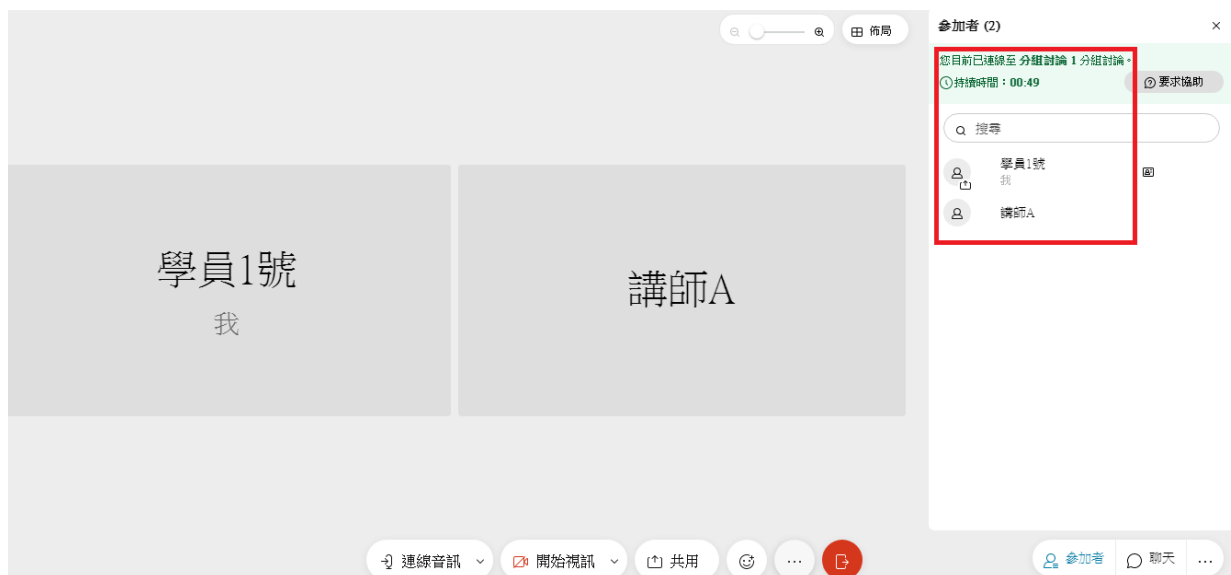 佈局
參加者 (2)
您目前已連線至 分組討論 1 分組討論。
持續時間：00:49
要求協助
搜尋
學員1號
我
講師A
學員1號
我
講師A
連線音訊
開始視訊
共用
參加者
聊天